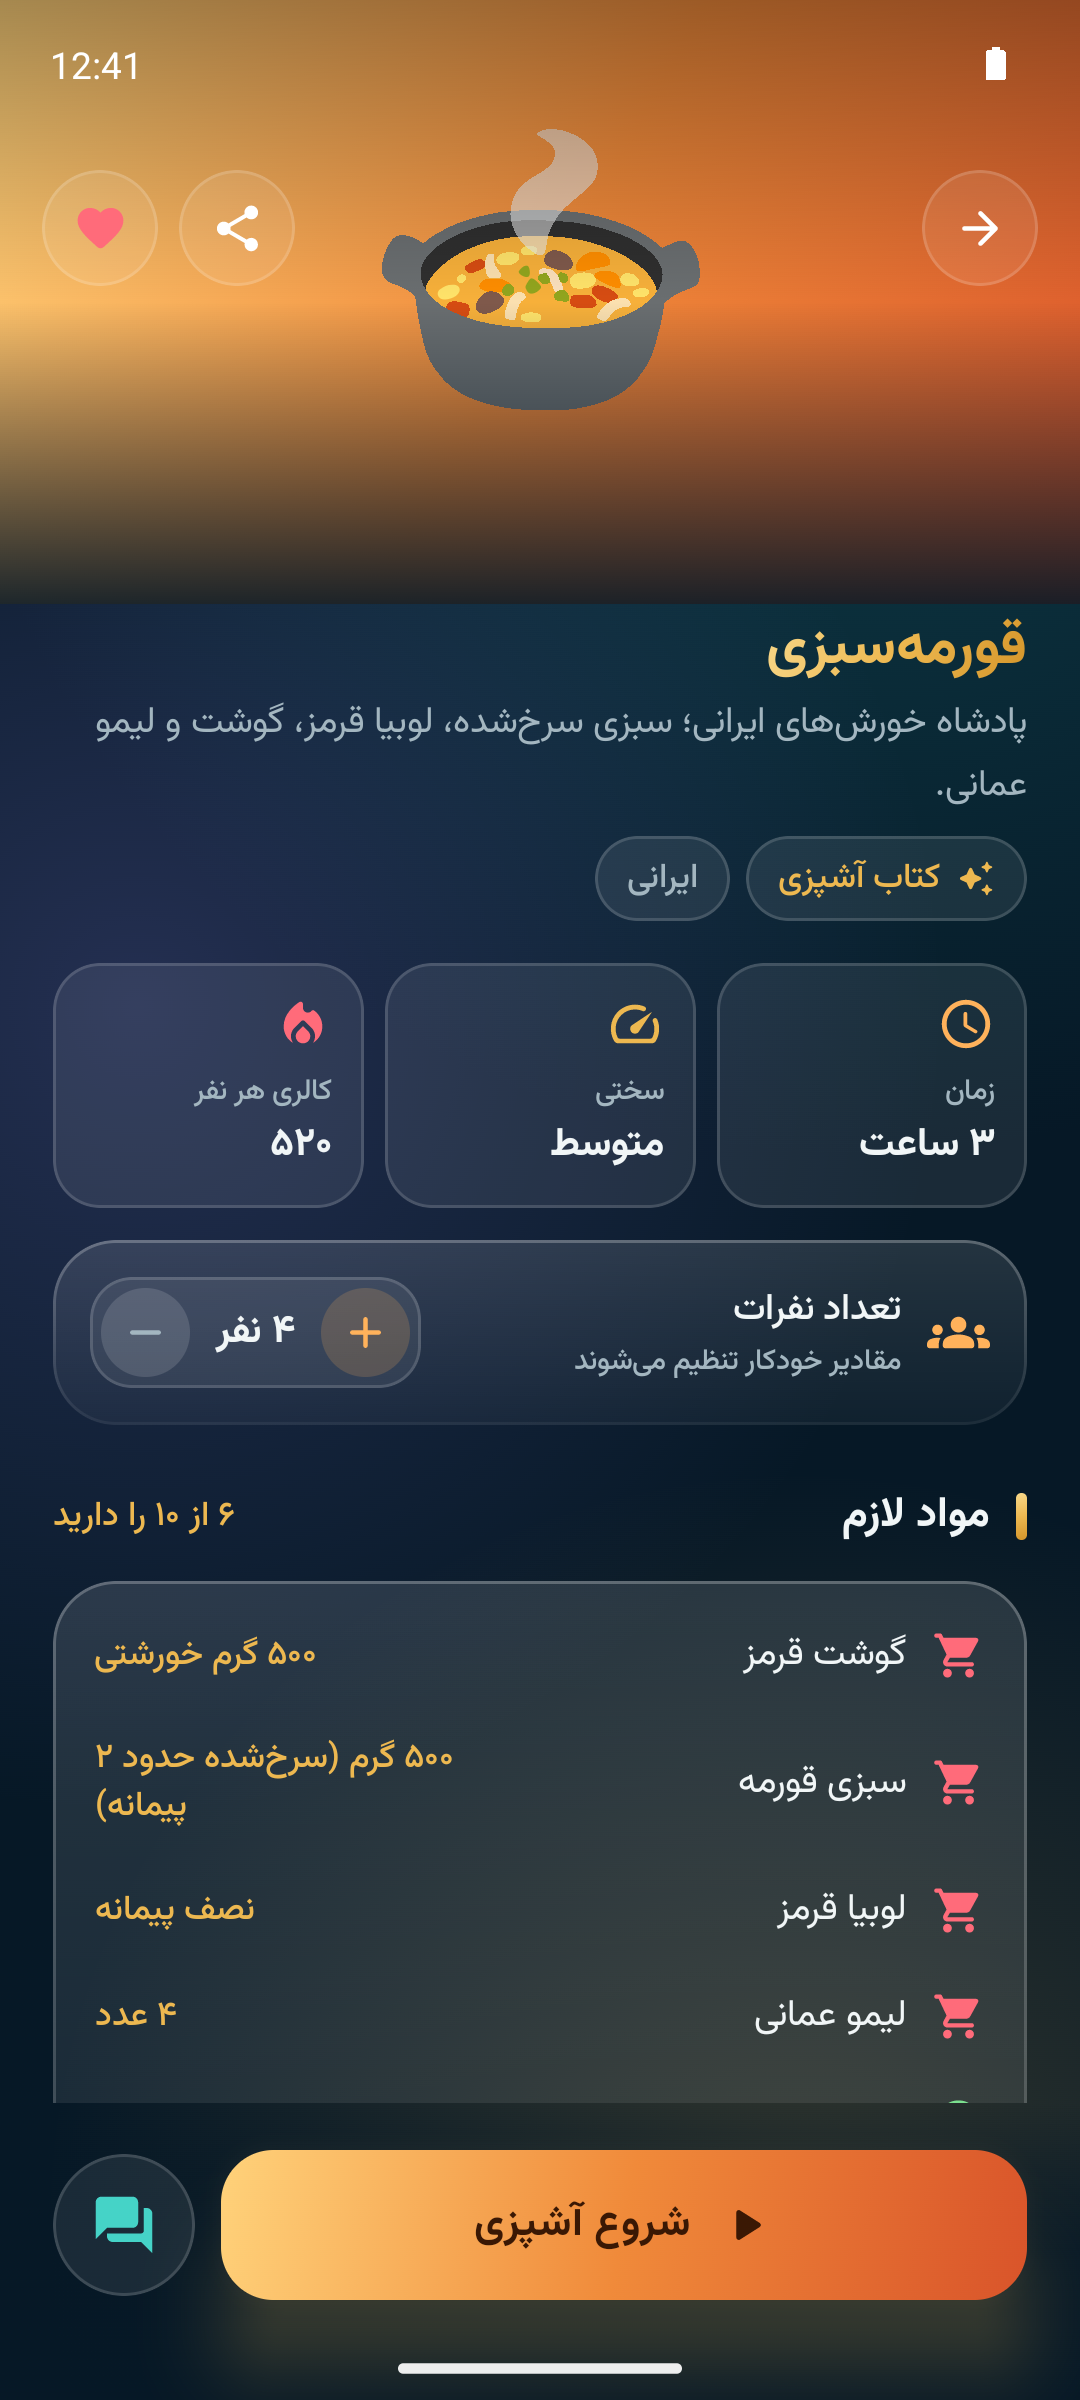 12:41
قورمه‌سبزی
پادشاه خورش‌های ایرانی؛ سبزی سرخ‌شده، لوبیا قرمز، گوشت و لیمو
عمانی.
کتاب آشپزی
ایرانی
زمان
۳ ساعت
سختی
متوسط
کالری هر نفر
۵۲۰
تعداد نفرات
مقادیر خودکار تنظیم می‌شوند
۴ نفر
مواد لازم
۶ از ۱۰ را دارید
گوشت قرمز
۵۰۰ گرم خورشتی
سبزی قورمه
۵۰۰ گرم (سرخ‌شده حدود ۲
پیمانه)
لوبیا قرمز
نصف پیمانه
لیمو عمانی
۴ عدد
شروع آشپزی